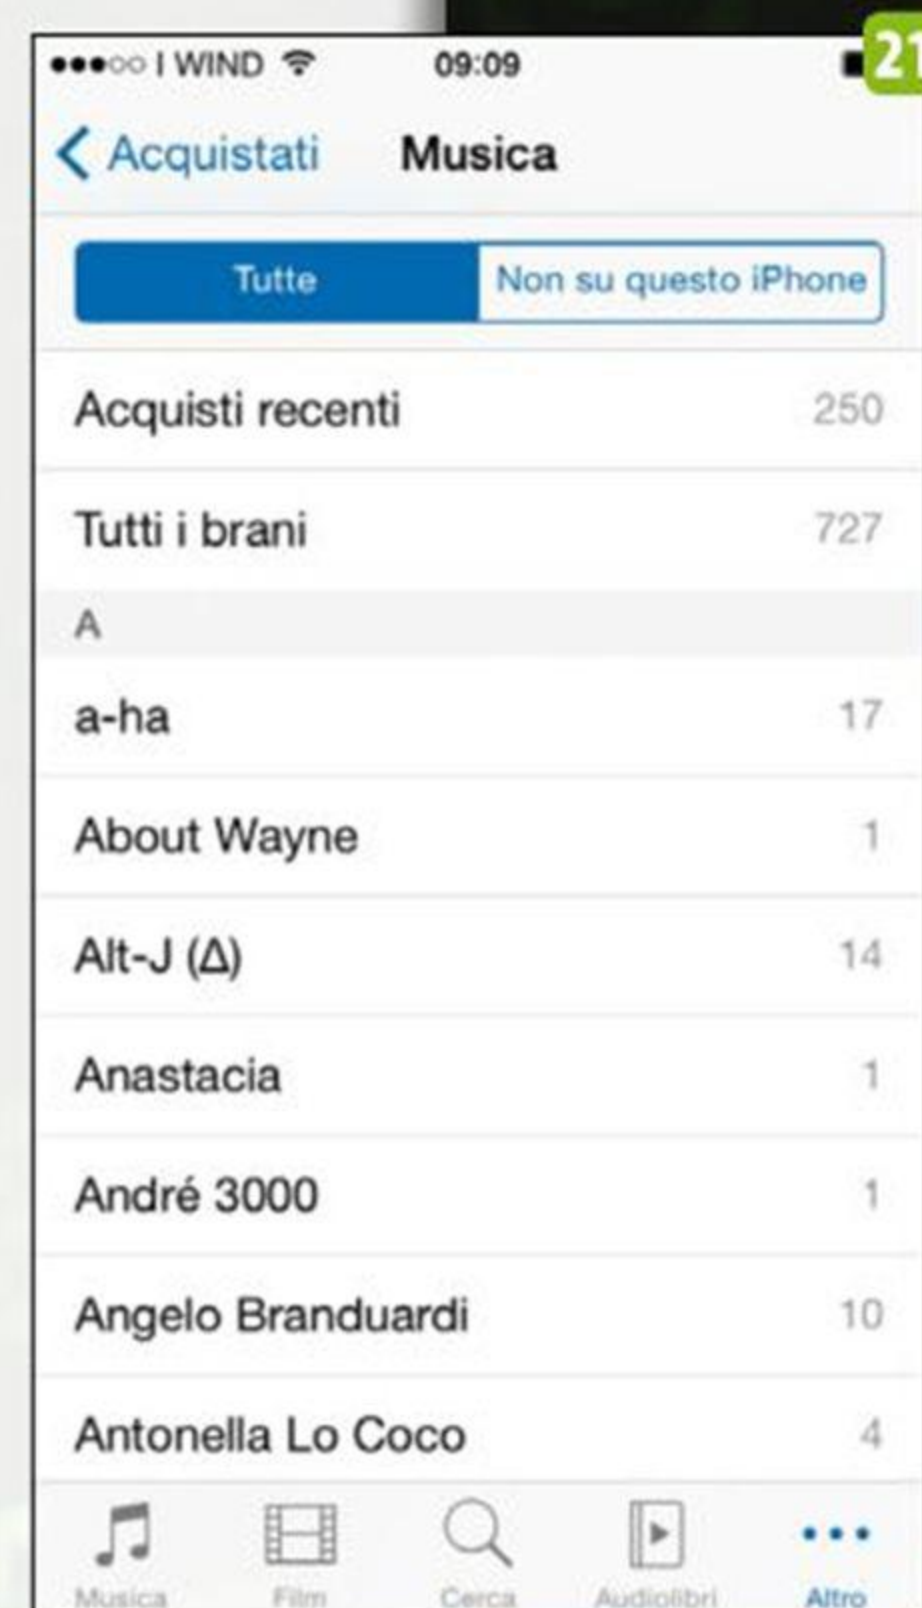 I WIND 09:09
21
Acquistati Musica
Tutte Non su questo iPhone
Acquisti recenti 250
Tutti i brani 727
A
a-ha 17
About Wayne 1
Alt-J (Δ) 14
Anastacia 1
André 3000 1
Angelo Branduardi 10
Antonella Lo Coco 4
Musica Film Cerca Audiolibri Altro